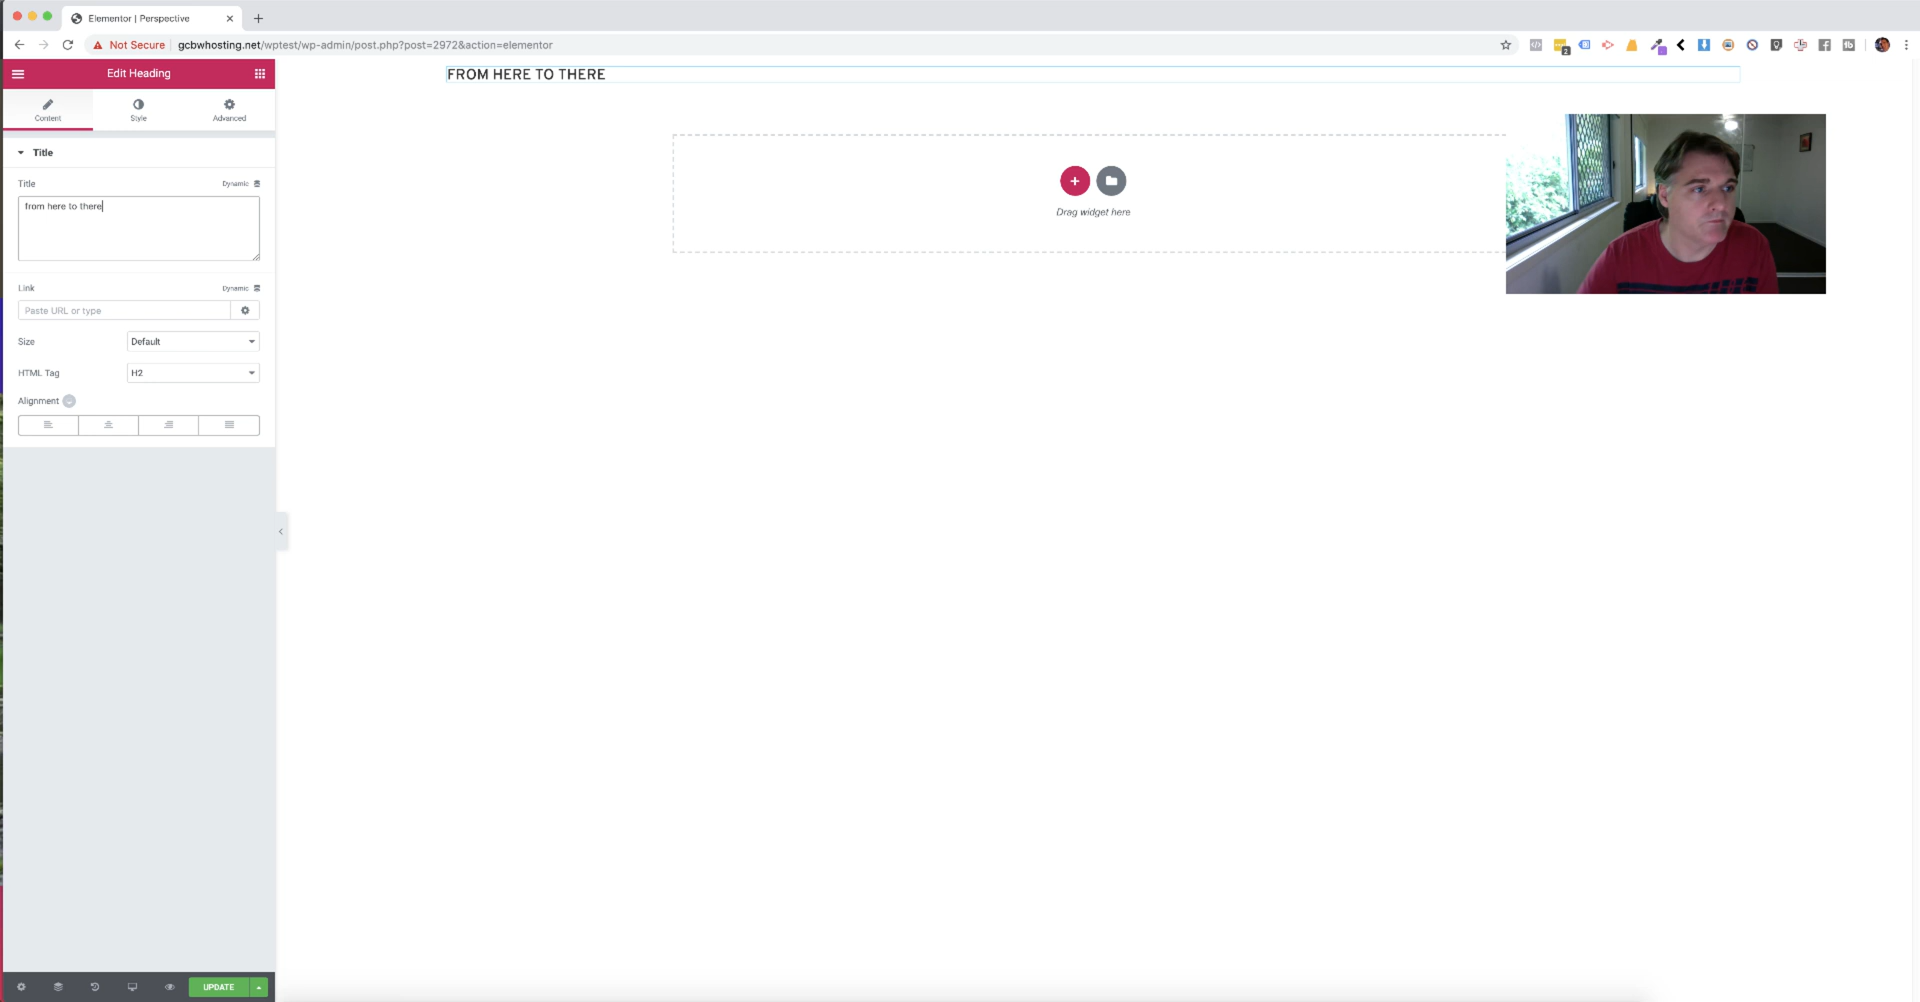 Elementor | Perspective
Not Secure gcbwhosting.net/wptest/wp-admin/post.php?post=2972&action=elementor
2
Edit Heading
Content Style Advanced
Title
Title Dynamic
from here to there
Link Dynamic
Paste URL or type
Size Default
HTML Tag H2
Alignment
UPDATE
FROM HERE TO THERE
Drag widget here